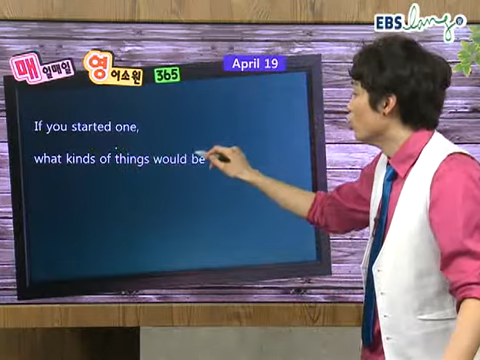 EBSlang
매일매일
영어소원
365
April 19
If you started one,
what kinds of things would be